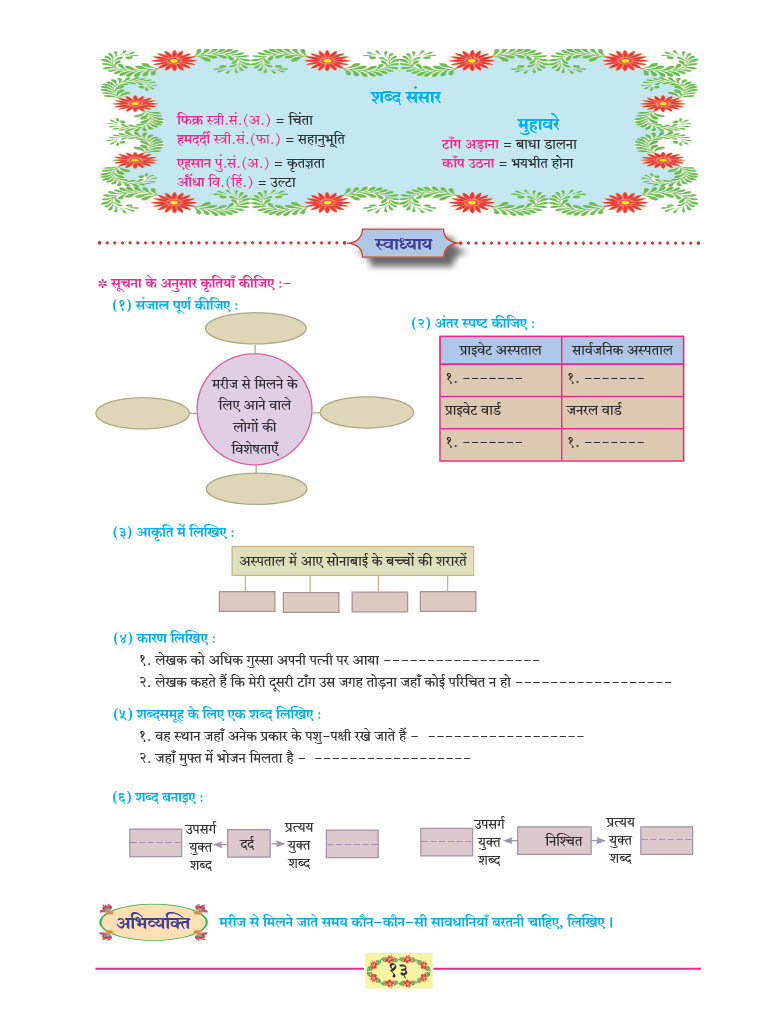 शब्द संसार
फिक्र स्त्री.सं.(अ.) = चिंता
हमदर्दी स्त्री.सं.(फा.) = सहानुभूति
एहसान पुं.सं.(अ.) = कृतज्ञता
औंधा वि.(हिं.) = उल्टा
मुहावरे
टाँग अड़ाना = बाधा डालना
काँप उठना = भयभीत होना
स्वाध्याय
* सूचना के अनुसार कृतियाँ कीजिए :-
(१) संजाल पूर्ण कीजिए :
मरीज से मिलने के
लिए आने वाले
लोगों की
विशेषताएँ
(२) अंतर स्पष्ट कीजिए :
प्राइवेट अस्पताल सार्वजनिक अस्पताल
१. ------- १. -------
प्राइवेट वार्ड जनरल वार्ड
१. ------- १. -------
(३) आकृति में लिखिए :
अस्पताल में आए सोनाबाई के बच्चों की शरारतें
(४) कारण लिखिए :
१. लेखक को अधिक गुस्सा अपनी पत्नी पर आया ------------------
२. लेखक कहते हैं कि मेरी दूसरी टाँग उस जगह तोड़ना जहाँ कोई परिचित न हो ------------------
(५) शब्दसमूह के लिए एक शब्द लिखिए :
१. वह स्थान जहाँ अनेक प्रकार के पशु-पक्षी रखे जाते हैं - ------------------
२. जहाँ मुफ्त में भोजन मिलता है - ------------------
(६) शब्द बनाइए :
------ उपसर्ग युक्त शब्द दर्द प्रत्यय युक्त शब्द ------
------ उपसर्ग युक्त शब्द निश्चित प्रत्यय युक्त शब्द ------
अभिव्यक्ति
मरीज से मिलने जाते समय कौन-कौन-सी सावधानियाँ बरतनी चाहिए, लिखिए ।
१३